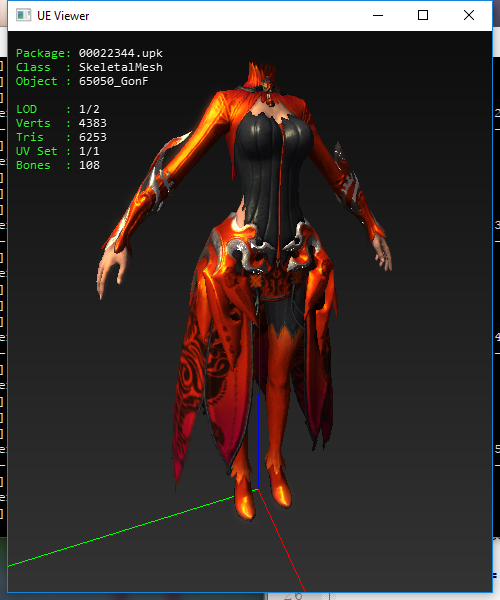 UE Viewer
Package: 00022344.upk
Class : SkeletalMesh
Object : 65050_GonF
LOD : 1/2
Verts : 4383
Tris : 6253
UV Set : 1/1
Bones : 108